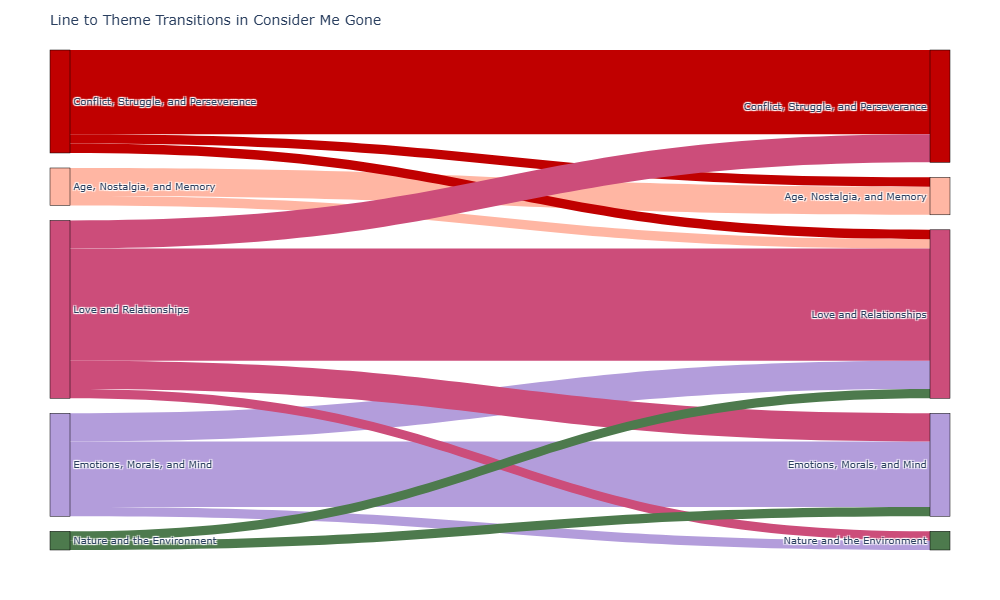 Line to Theme Transitions in Consider Me Gone
Conflict, Struggle, and Perseverance
Conflict, Struggle, and Perseverance
Age, Nostalgia, and Memory
Age, Nostalgia, and Memory
Love and Relationships
Love and Relationships
Emotions, Morals, and Mind
Emotions, Morals, and Mind
Nature and the Environment
Nature and the Environment